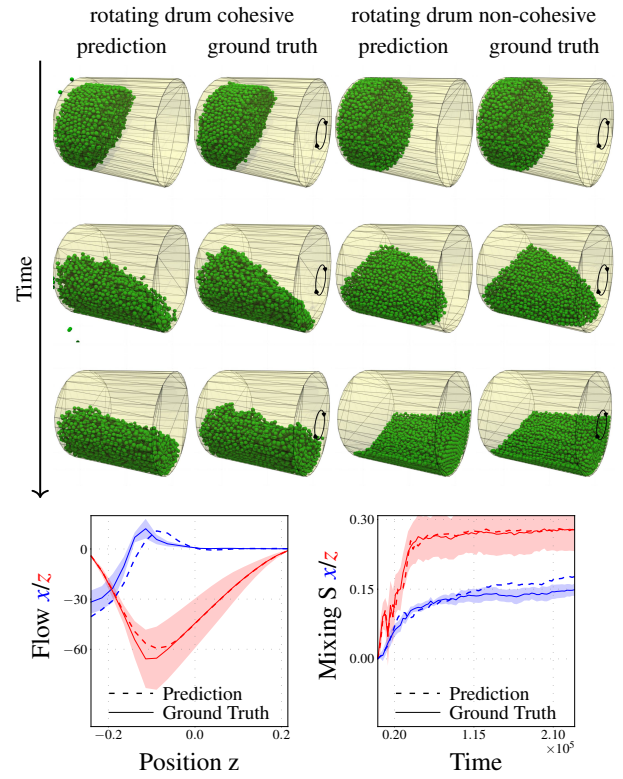 rotating drum cohesive rotating drum non-cohesive
prediction ground truth prediction ground truth
Time
Flow x/z
0
−30
−60
Prediction
Ground Truth
−0.2 0.0 0.2
Position z
Mixing S x/z
0.30
0.15
0.00
Prediction
Ground Truth
0.20 1.15 2.10
×10⁵
Time